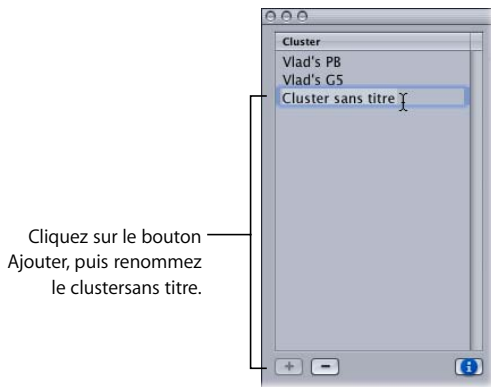 Cluster
Vlad's PB
Vlad's G5
Cluster sans titre
Cliquez sur le bouton
Ajouter, puis renommez
le clustersans titre.